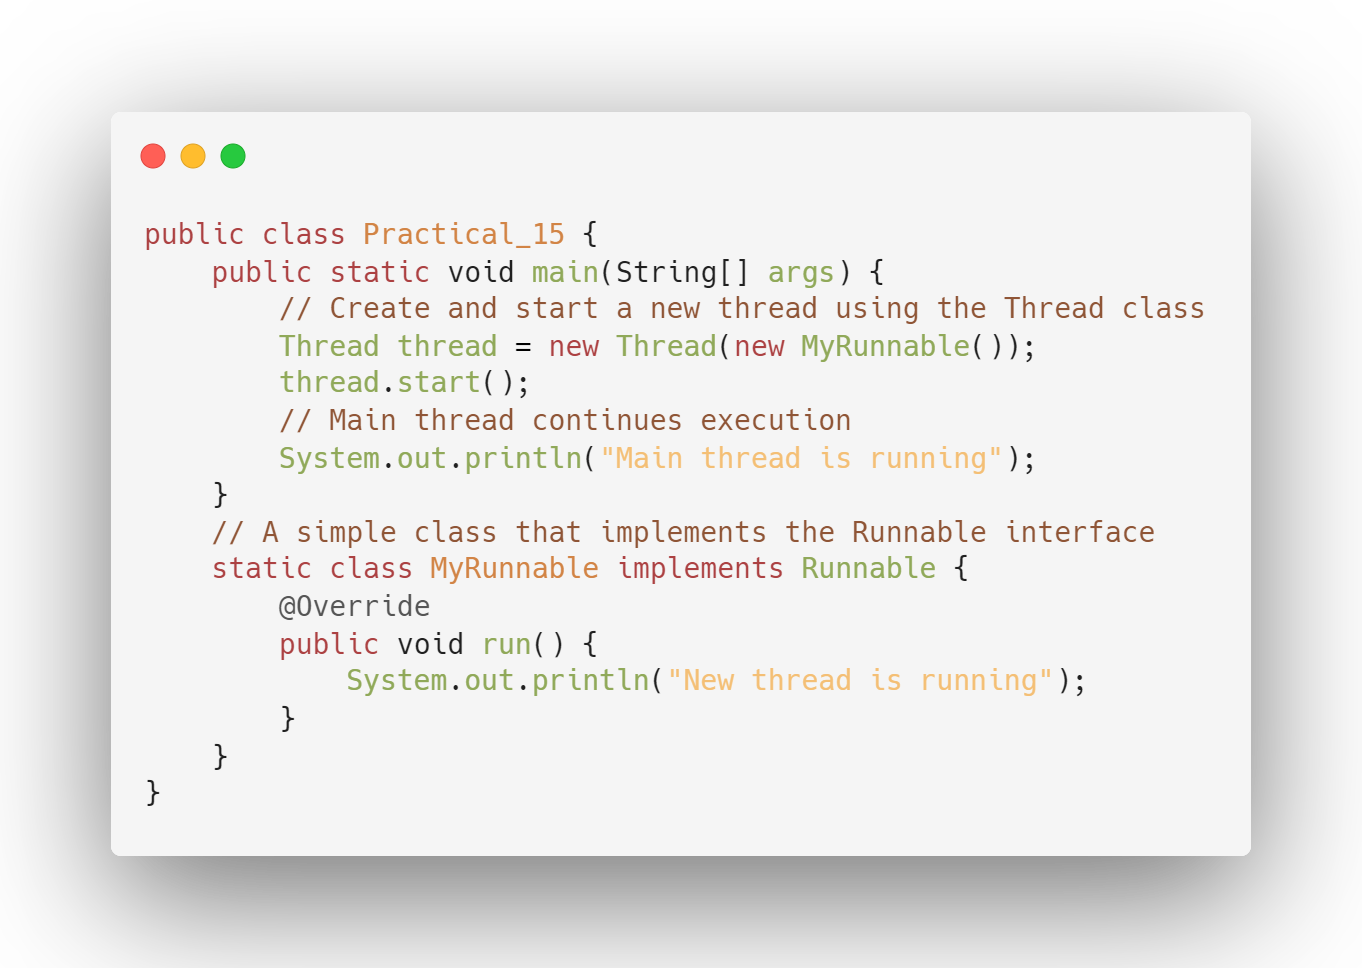 public class Practical_15 {
    public static void main(String[] args) {
        // Create and start a new thread using the Thread class
        Thread thread = new Thread(new MyRunnable());
        thread.start();
        // Main thread continues execution
        System.out.println("Main thread is running");
    }
    // A simple class that implements the Runnable interface
    static class MyRunnable implements Runnable {
        @Override
        public void run() {
            System.out.println("New thread is running");
        }
    }
}